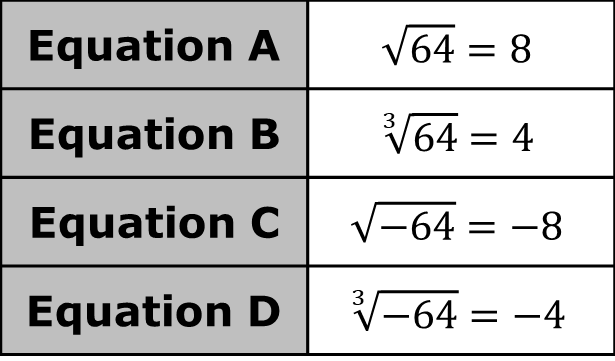 Equation A √64 = 8
Equation B ∛64 = 4
Equation C √−64 = −8
Equation D ∛−64 = −4